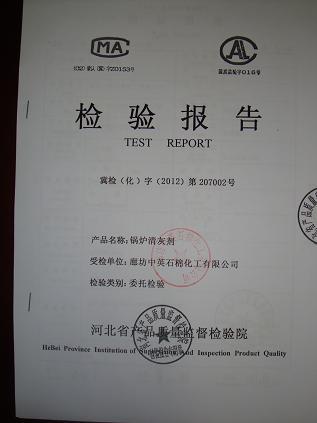 MA
AL
检验报告
TEST REPORT
冀检(化)字(2012)第207002号
产品名称:锅炉清灰剂
受检单位:廊坊中英石棉化工有限公司
检验类别:委托检验
河北省产品质量监督检验院
HeBei Province Institution of Supervising And Inspection Product Quality